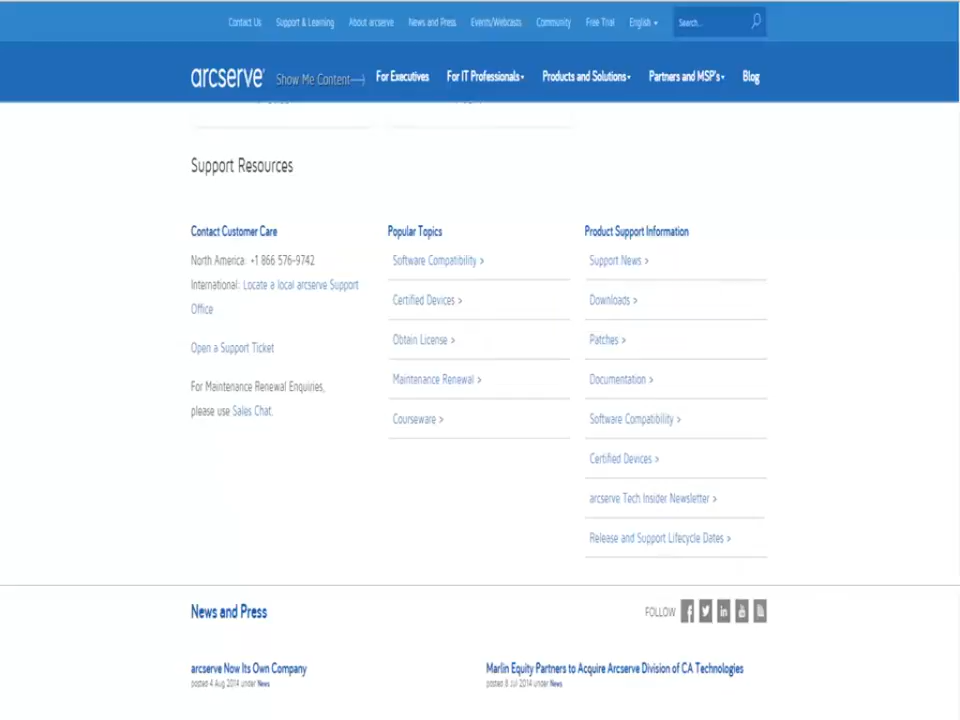 Contact Us Support & Learning About arcserve News and Press Events/Webcasts Community Free Trial English Search...
arcserve Show Me Content For Executives For IT Professionals Products and Solutions Partners and MSP's Blog
Support Resources
Contact Customer Care
North America: +1 866 576-9742
International: Locate a local arcserve Support
Office
Open a Support Ticket
For Maintenance Renewal Enquiries,
please use Sales Chat.
Popular Topics
Software Compatibility >
Certified Devices >
Obtain License >
Maintenance Renewal >
Courseware >
Product Support Information
Support News >
Downloads >
Patches >
Documentation >
Software Compatibility >
Certified Devices >
arcserve Tech Insider Newsletter >
Release and Support Lifecycle Dates >
News and Press
FOLLOW
arcserve Now Its Own Company
posted 4 Aug 2014 under News
Marlin Equity Partners to Acquire Arcserve Division of CA Technologies
posted 8 Jul 2014 under News